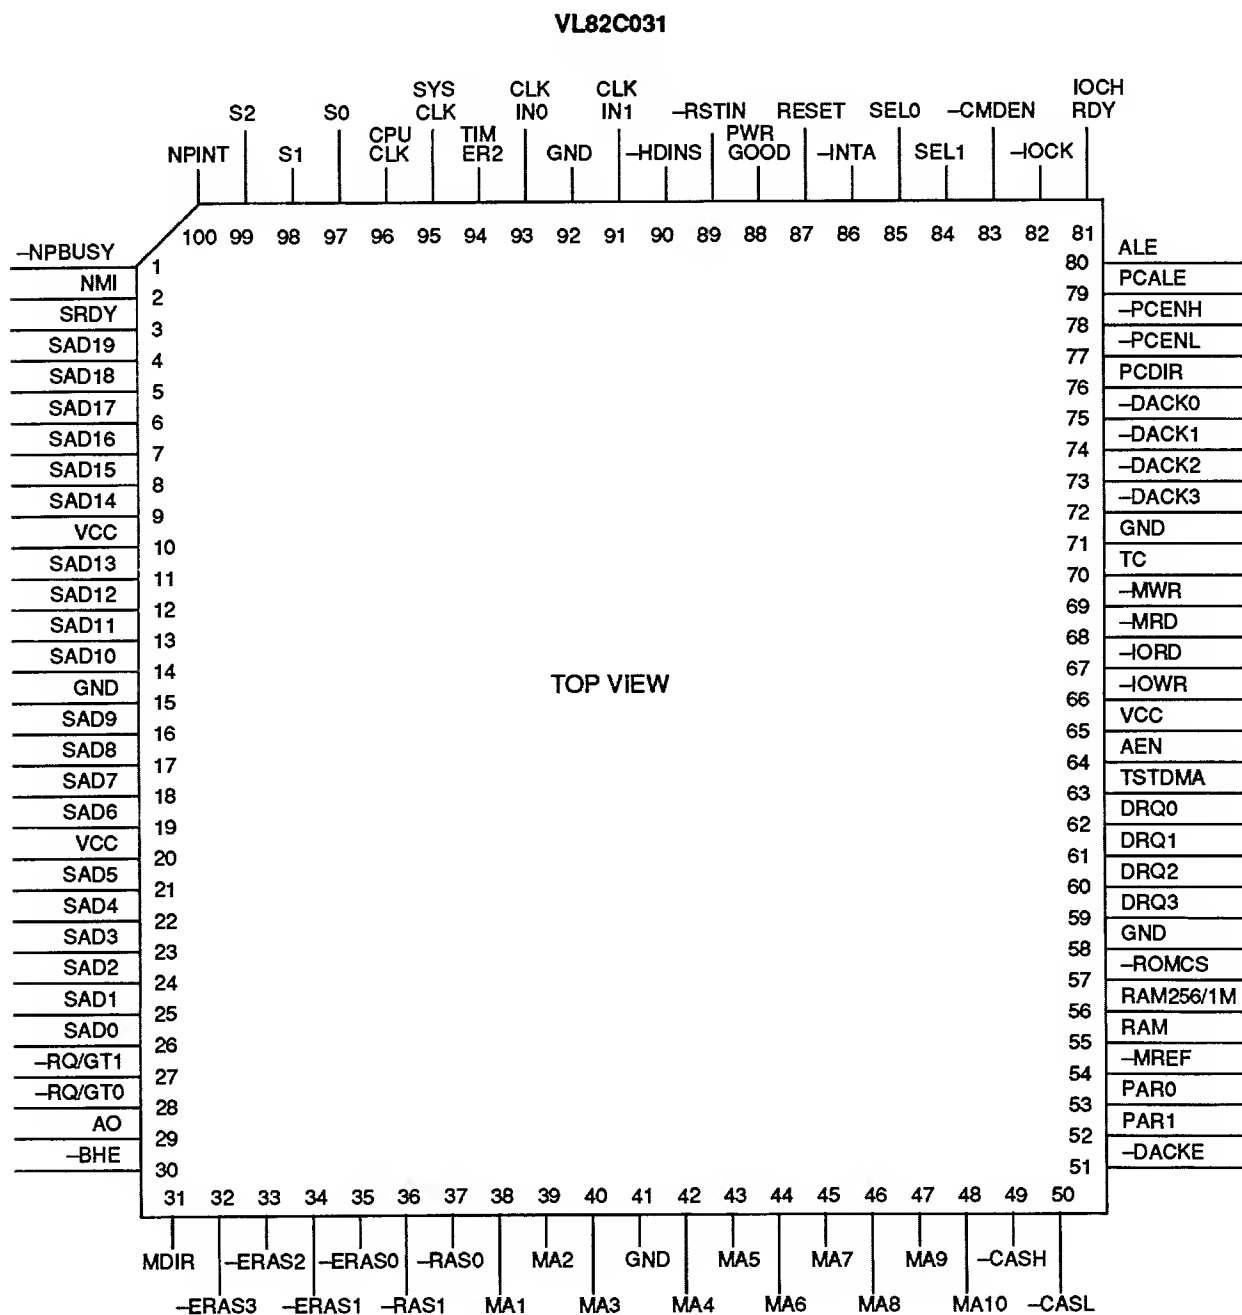 VL82C031
SYS CLK CLK IOCH
S2 S0 CLK IN0 IN1 –RSTIN RESET SEL0 –CMDEN RDY
CPU TIM PWR
NPINT S1 CLK ER2 GND –HDINS GOOD –INTA SEL1 –IOCK
100 99 98 97 96 95 94 93 92 91 90 89 88 87 86 85 84 83 82 81
–NPBUSY 1 80 ALE
NMI 2 79 PCALE
SRDY 3 78 –PCENH
SAD19 4 77 –PCENL
SAD18 5 76 PCDIR
SAD17 6 75 –DACK0
SAD16 7 74 –DACK1
SAD15 8 73 –DACK2
SAD14 9 72 –DACK3
VCC 10 71 GND
SAD13 11 70 TC
SAD12 12 69 –MWR
SAD11 13 68 –MRD
SAD10 14 67 –IORD
GND 15 66 –IOWR
TOP VIEW
SAD9 16 65 VCC
SAD8 17 64 AEN
SAD7 18 63 TSTDMA
SAD6 19 62 DRQ0
VCC 20 61 DRQ1
SAD5 21 60 DRQ2
SAD4 22 59 DRQ3
SAD3 23 58 GND
SAD2 24 57 –ROMCS
SAD1 25 56 RAM256/1M
SAD0 26 55 RAM
–RQ/GT1 27 54 –MREF
–RQ/GT0 28 53 PAR0
AO 29 52 PAR1
–BHE 30 51 –DACKE
31 32 33 34 35 36 37 38 39 40 41 42 43 44 45 46 47 48 49 50
MDIR –ERAS2 –ERAS0 –RAS0 MA2 GND MA5 MA7 MA9 –CASH
–ERAS3 –ERAS1 –RAS1 MA1 MA3 MA4 MA6 MA8 MA10 –CASL